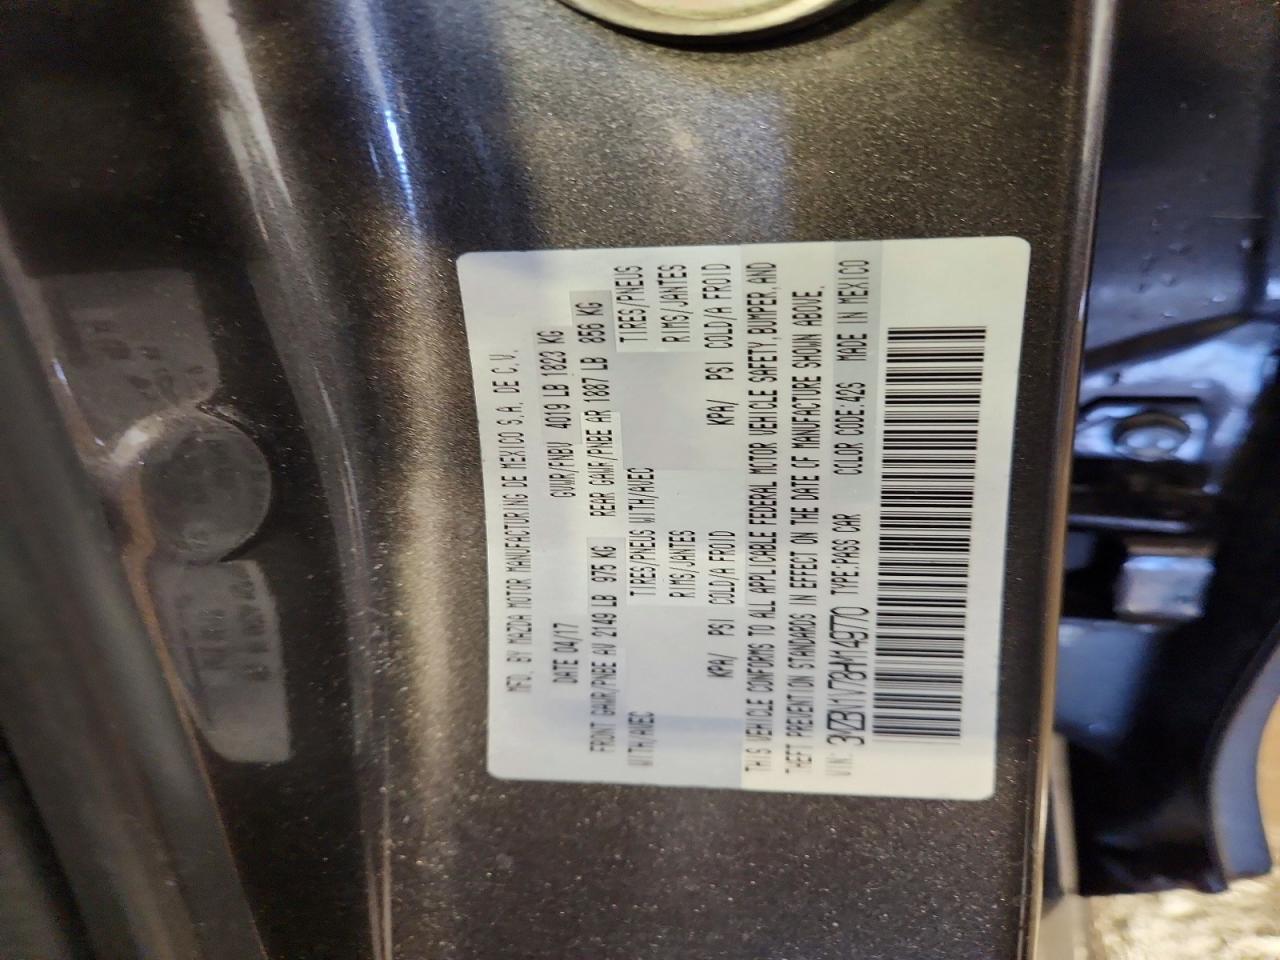 MFD. BY MAZDA MOTOR MANUFACTURING DE MEXICO S.A. DE C.V.
DATE 04/17 GVWR/PNBV 4019 LB 1823 KG
FRONT GAWR/PNBE AV 2149 LB 975 KG REAR GAWR/PNBE AR 1887 LB 856 KG
WITH/AVEC TIRES/PNEUS WITH/AVEC TIRES/PNEUS
RIMS/JANTES RIMS/JANTES
KPA/ PSI COLD/A FROID KPA/ PSI COLD/A FROID
THIS VEHICLE CONFORMS TO ALL APPLICABLE FEDERAL MOTOR VEHICLE SAFETY, BUMPER, AND
THEFT PREVENTION STANDARDS IN EFFECT ON THE DATE OF MANUFACTURE SHOWN ABOVE.
VIN: TYPE:PASS CAR COLOR CODE:42S MADE IN MEXICO